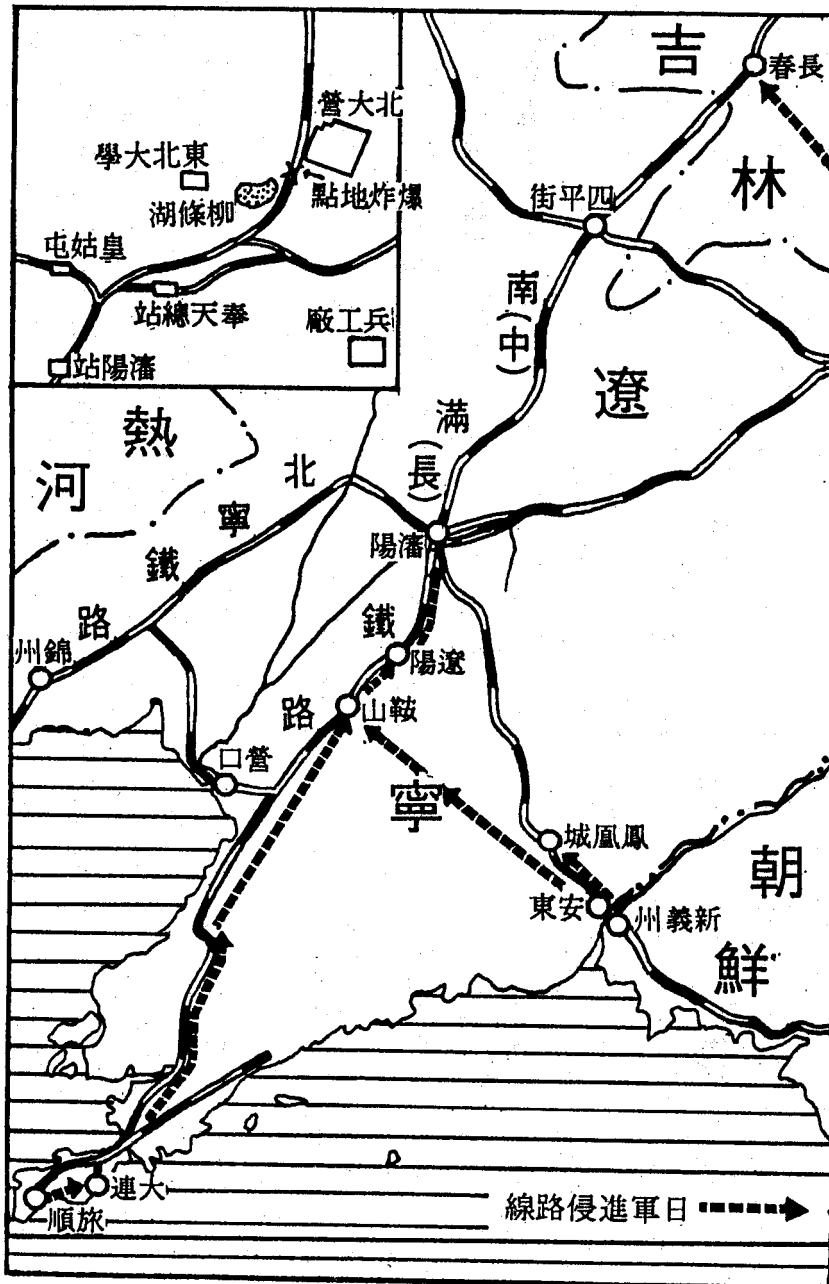 北大營
東北大學
爆炸地點
柳條湖
皇姑屯
奉天總站
兵工廠
瀋陽站
吉林
長春
四平街
南(中)滿(長)鐵路
遼寧
熱河
北寧鐵路
瀋陽
錦州
遼陽
鞍山
營口
鳳凰城
安東
新義州
朝鮮
大連
旅順
日軍進侵路線